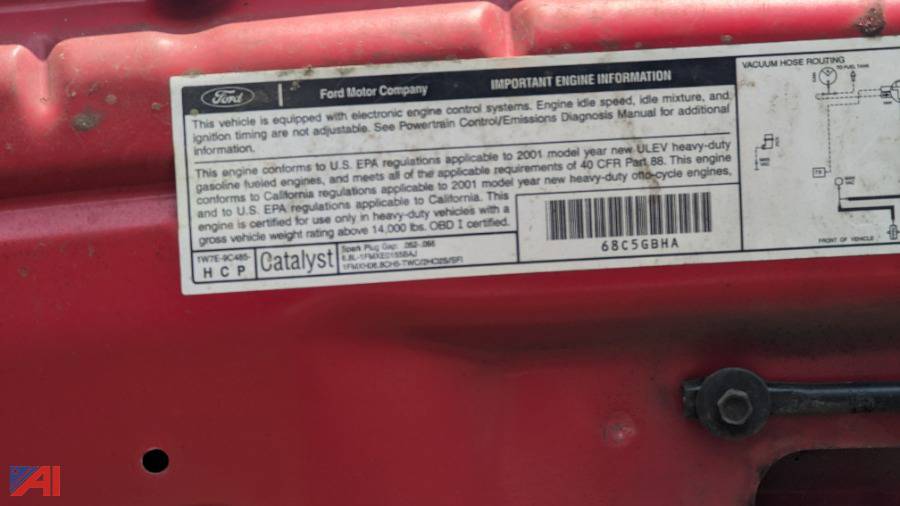 Ford
Ford Motor Company
IMPORTANT ENGINE INFORMATION
This vehicle is equipped with electronic engine control systems. Engine idle speed, idle mixture, and
ignition timing are not adjustable. See Powertrain Control/Emissions Diagnosis Manual for additional
information.
This engine conforms to U.S. EPA regulations applicable to 2001 model year new ULEV heavy-duty
gasoline fueled engines, and meets all of the applicable requirements of 40 CFR Part 88. This engine
conforms to California regulations applicable to 2001 model year new heavy-duty otto-cycle engines,
and to U.S. EPA regulations applicable to California. This
engine is certified for use only in heavy-duty vehicles with a
gross vehicle weight rating above 14,000 lbs. OBD I certified.
68C5GBHA
1W7E-9C485-
H C P
Catalyst
Spark Plug Gap: .052-.056
VACUUM HOSE ROUTING
TO FUEL TANK
FRONT OF VEHICLE
AI